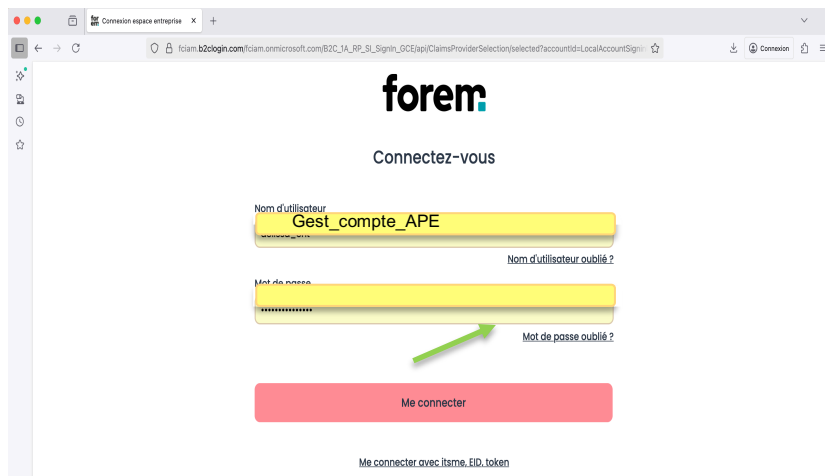 forem Connexion espace entreprise
fciam.b2clogin.com/fciam.onmicrosoft.com/B2C_1A_RP_SI_SignIn_GCE/api/ClaimsProviderSelection/selected?accountId=LocalAccountSignin
Connexion
forem
Connectez-vous
Nom d'utilisateur
Gest_compte_APE
Nom d'utilisateur oublié ?
Mot de passe
Mot de passe oublié ?
Me connecter
Me connecter avec itsme, EID, token